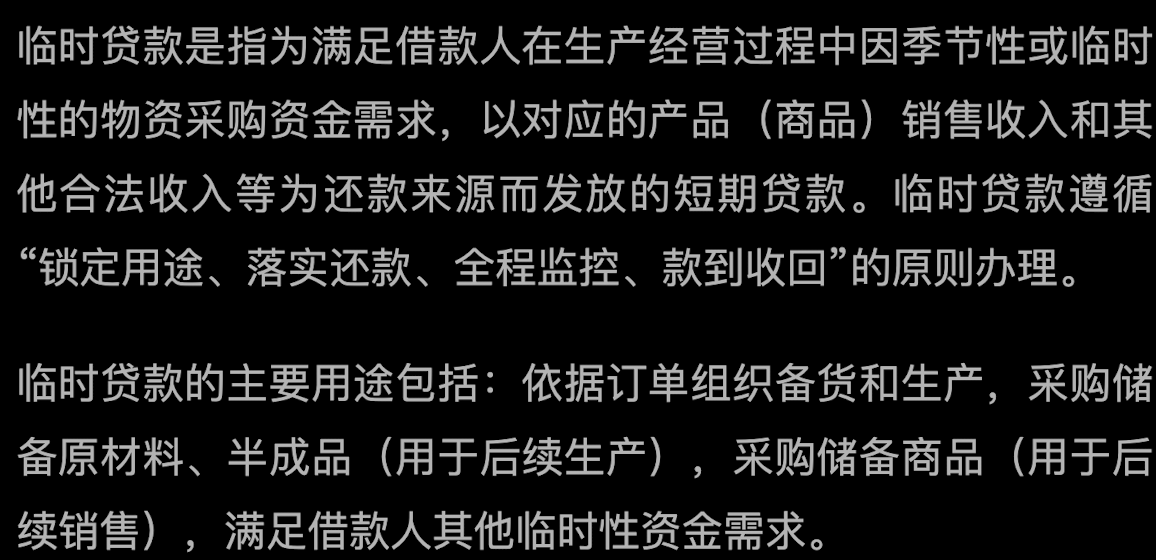 临时贷款是指为满足借款人在生产经营过程中因季节性或临时
性的物资采购资金需求，以对应的产品（商品）销售收入和其
他合法收入等为还款来源而发放的短期贷款。临时贷款遵循
“锁定用途、落实还款、全程监控、款到收回”的原则办理。
临时贷款的主要用途包括：依据订单组织备货和生产，采购储
备原材料、半成品（用于后续生产），采购储备商品（用于后
续销售），满足借款人其他临时性资金需求。